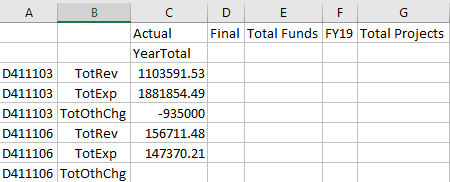 A B C D E F G
Actual Final Total Funds FY19 Total Projects
YearTotal
D411103 TotRev 1103591.53
D411103 TotExp 1881854.49
D411103 TotOthChg -935000
D411106 TotRev 156711.48
D411106 TotExp 147370.21
D411106 TotOthChg